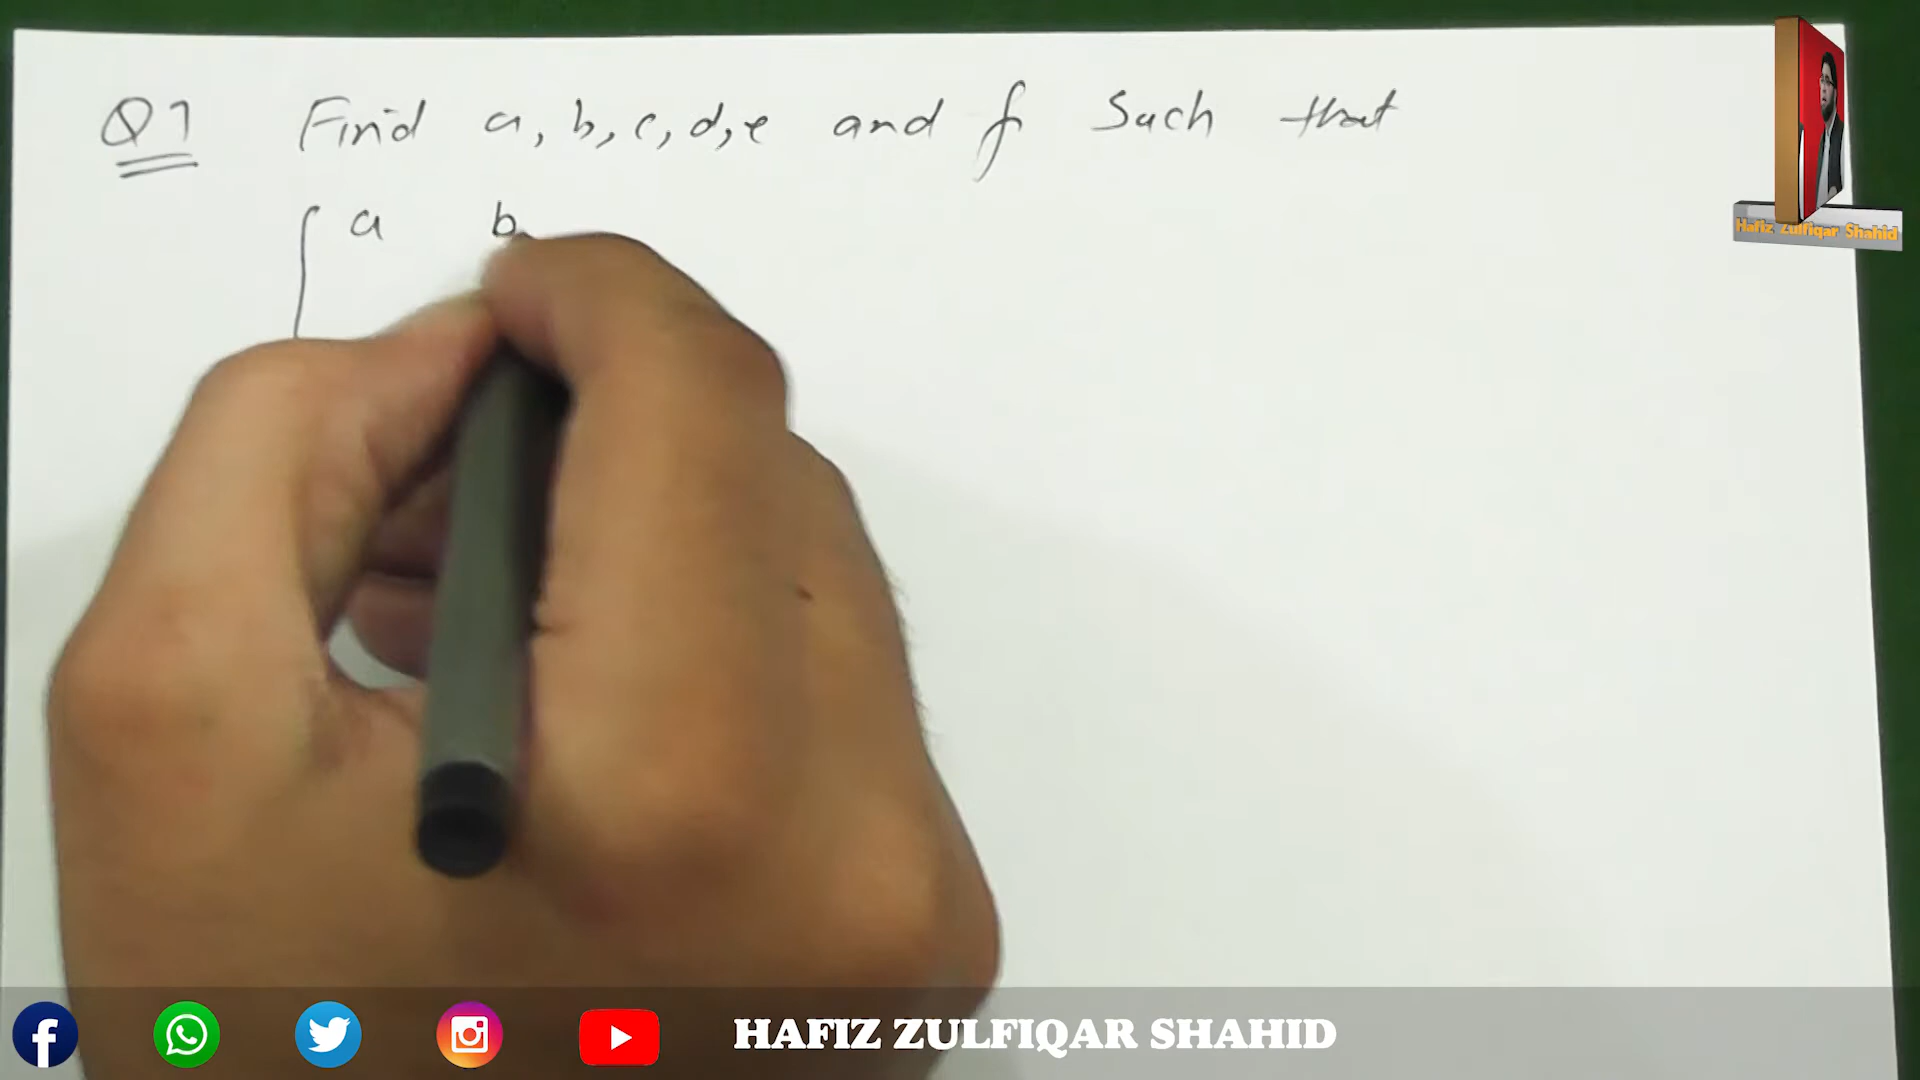 Q1 Find a, b, c, d, e and f Such that
[ a b
Hafiz Zulfiqar Shahid
HAFIZ ZULFIQAR SHAHID